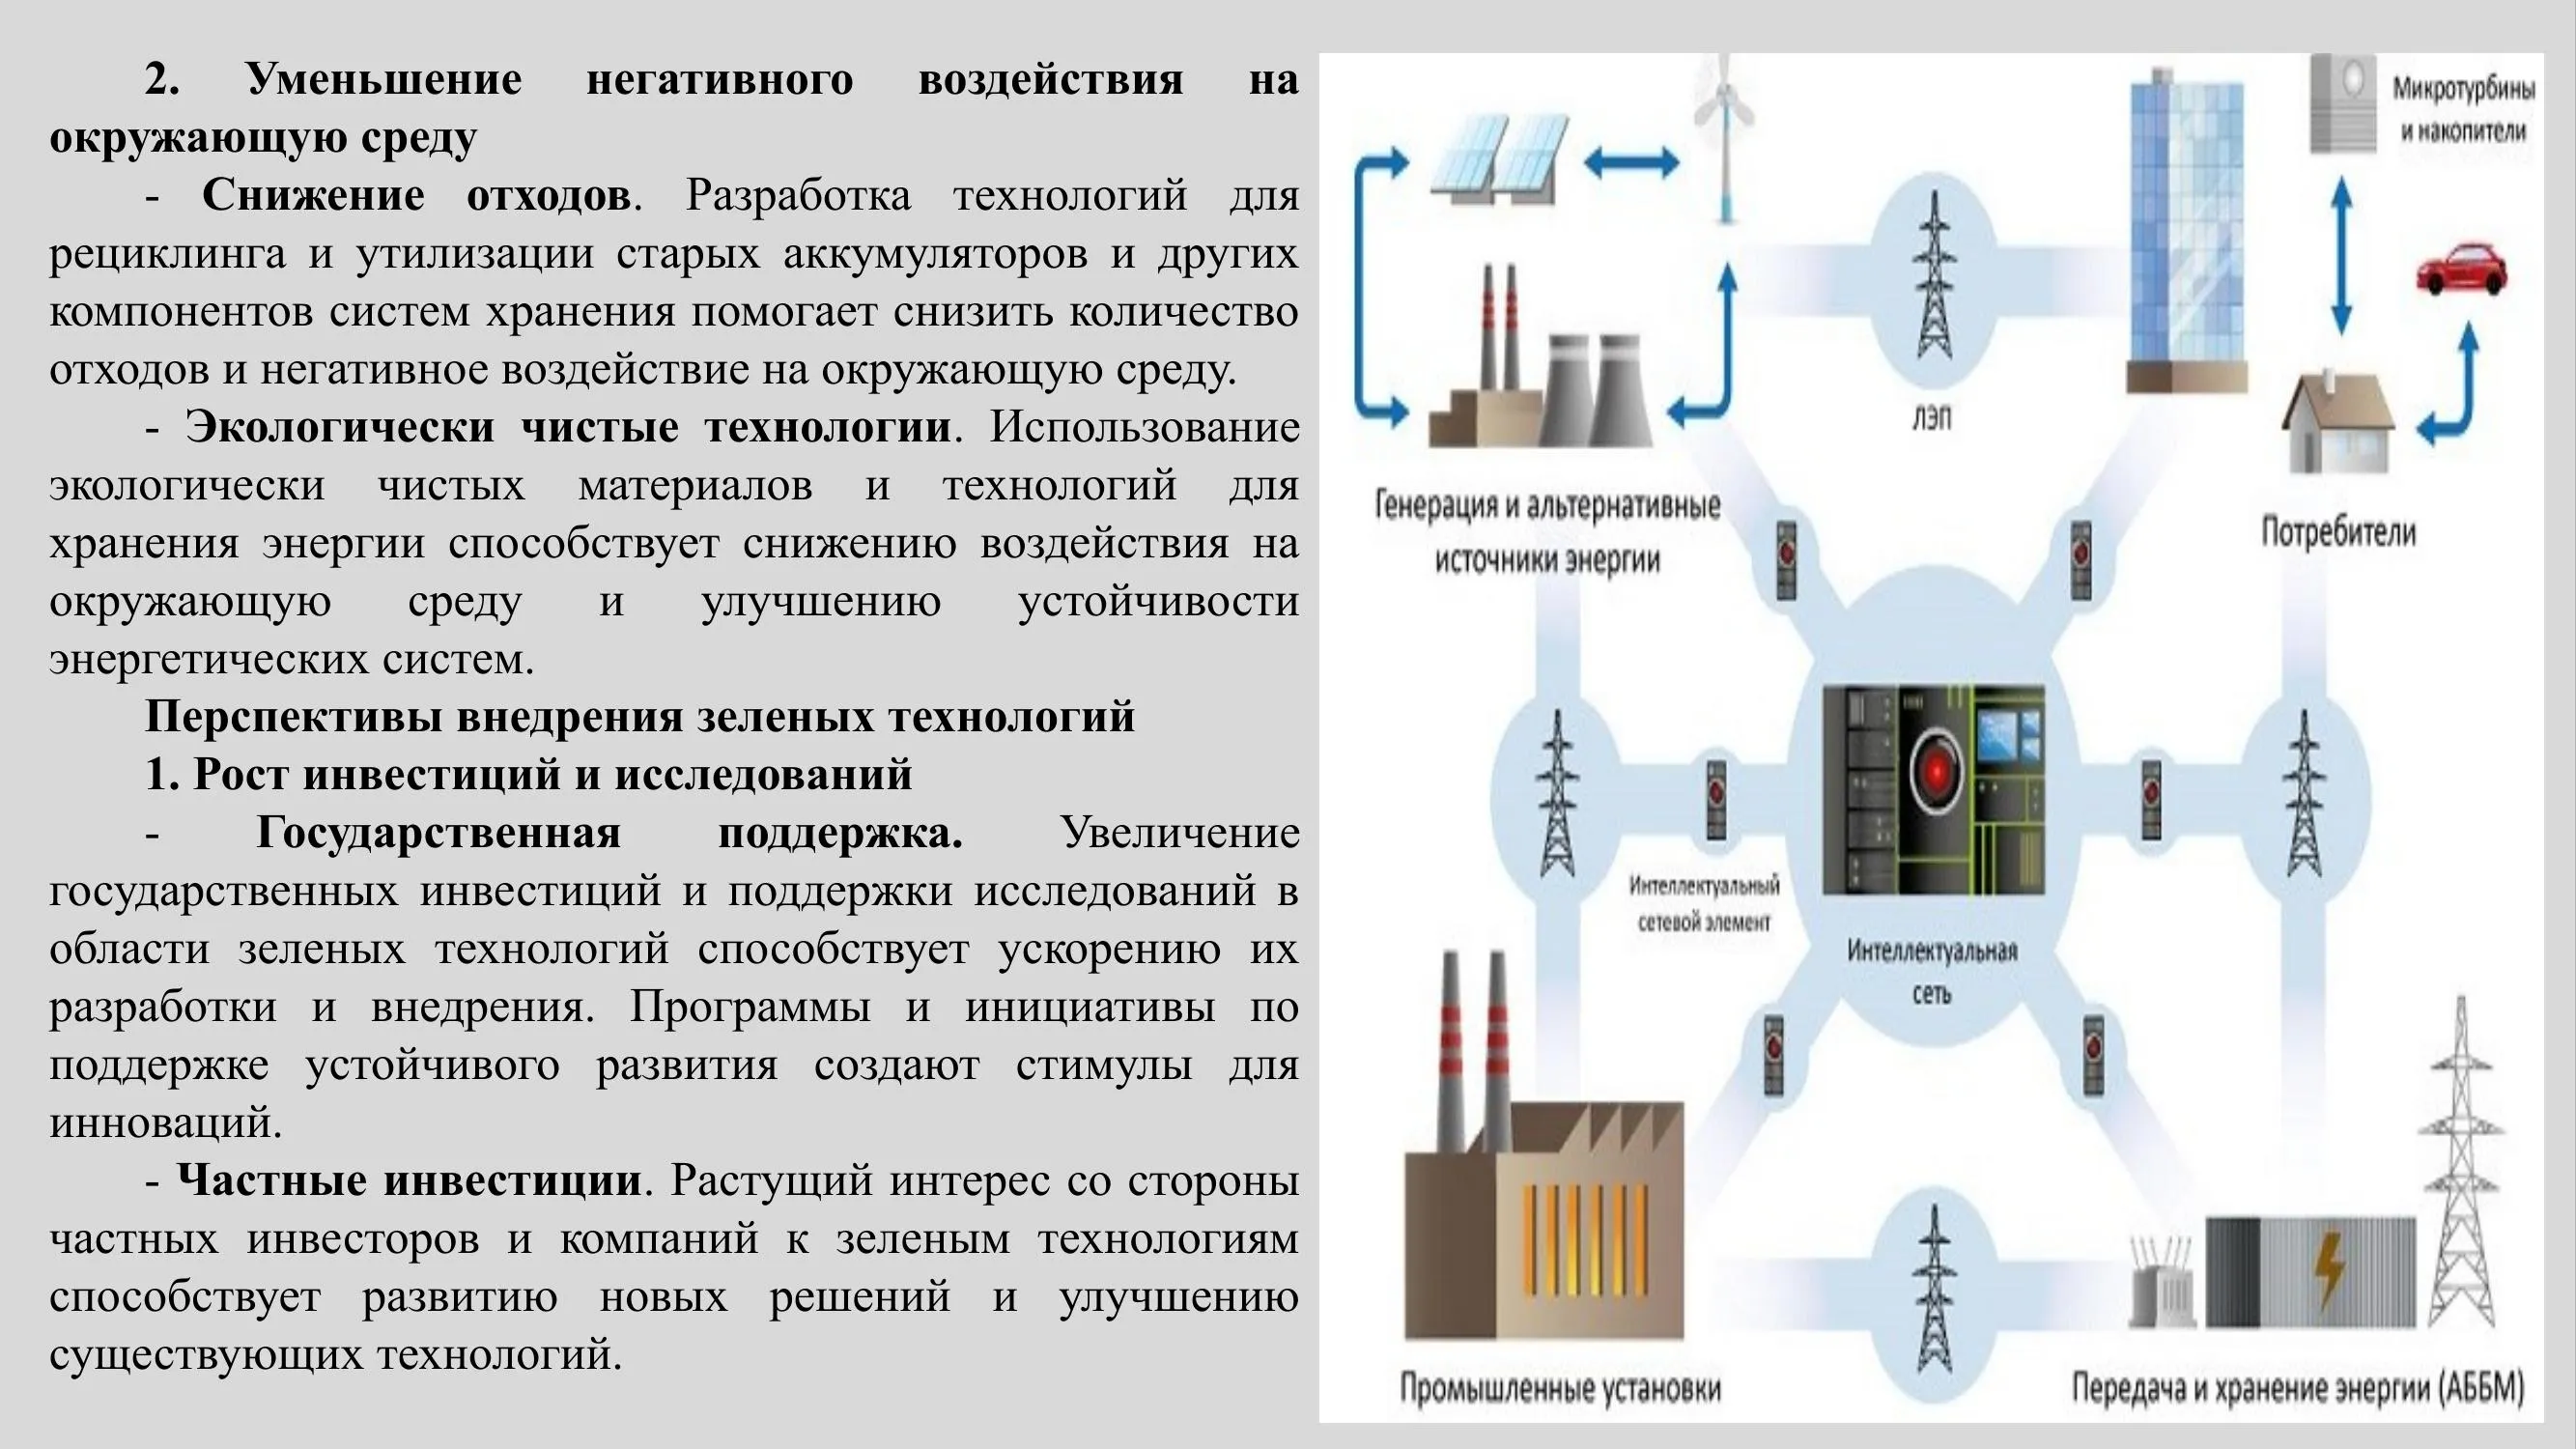 2. Уменьшение негативного воздействия на
окружающую среду
- Снижение отходов. Разработка технологий для
рециклинга и утилизации старых аккумуляторов и других
компонентов систем хранения помогает снизить количество
отходов и негативное воздействие на окружающую среду.
- Экологически чистые технологии. Использование
экологически чистых материалов и технологий для
хранения энергии способствует снижению воздействия на
окружающую среду и улучшению устойчивости
энергетических систем.
Перспективы внедрения зеленых технологий
1. Рост инвестиций и исследований
- Государственная поддержка. Увеличение
государственных инвестиций и поддержки исследований в
области зеленых технологий способствует ускорению их
разработки и внедрения. Программы и инициативы по
поддержке устойчивого развития создают стимулы для
инноваций.
- Частные инвестиции. Растущий интерес со стороны
частных инвесторов и компаний к зеленым технологиям
способствует развитию новых решений и улучшению
существующих технологий.
Микротурбины
и накопители
ЛЭП
Генерация и альтернативные
источники энергии
Потребители
Интеллектуальный
сетевой элемент
Интеллектуальная
сеть
Промышленные установки
Передача и хранение энергии (АББМ)